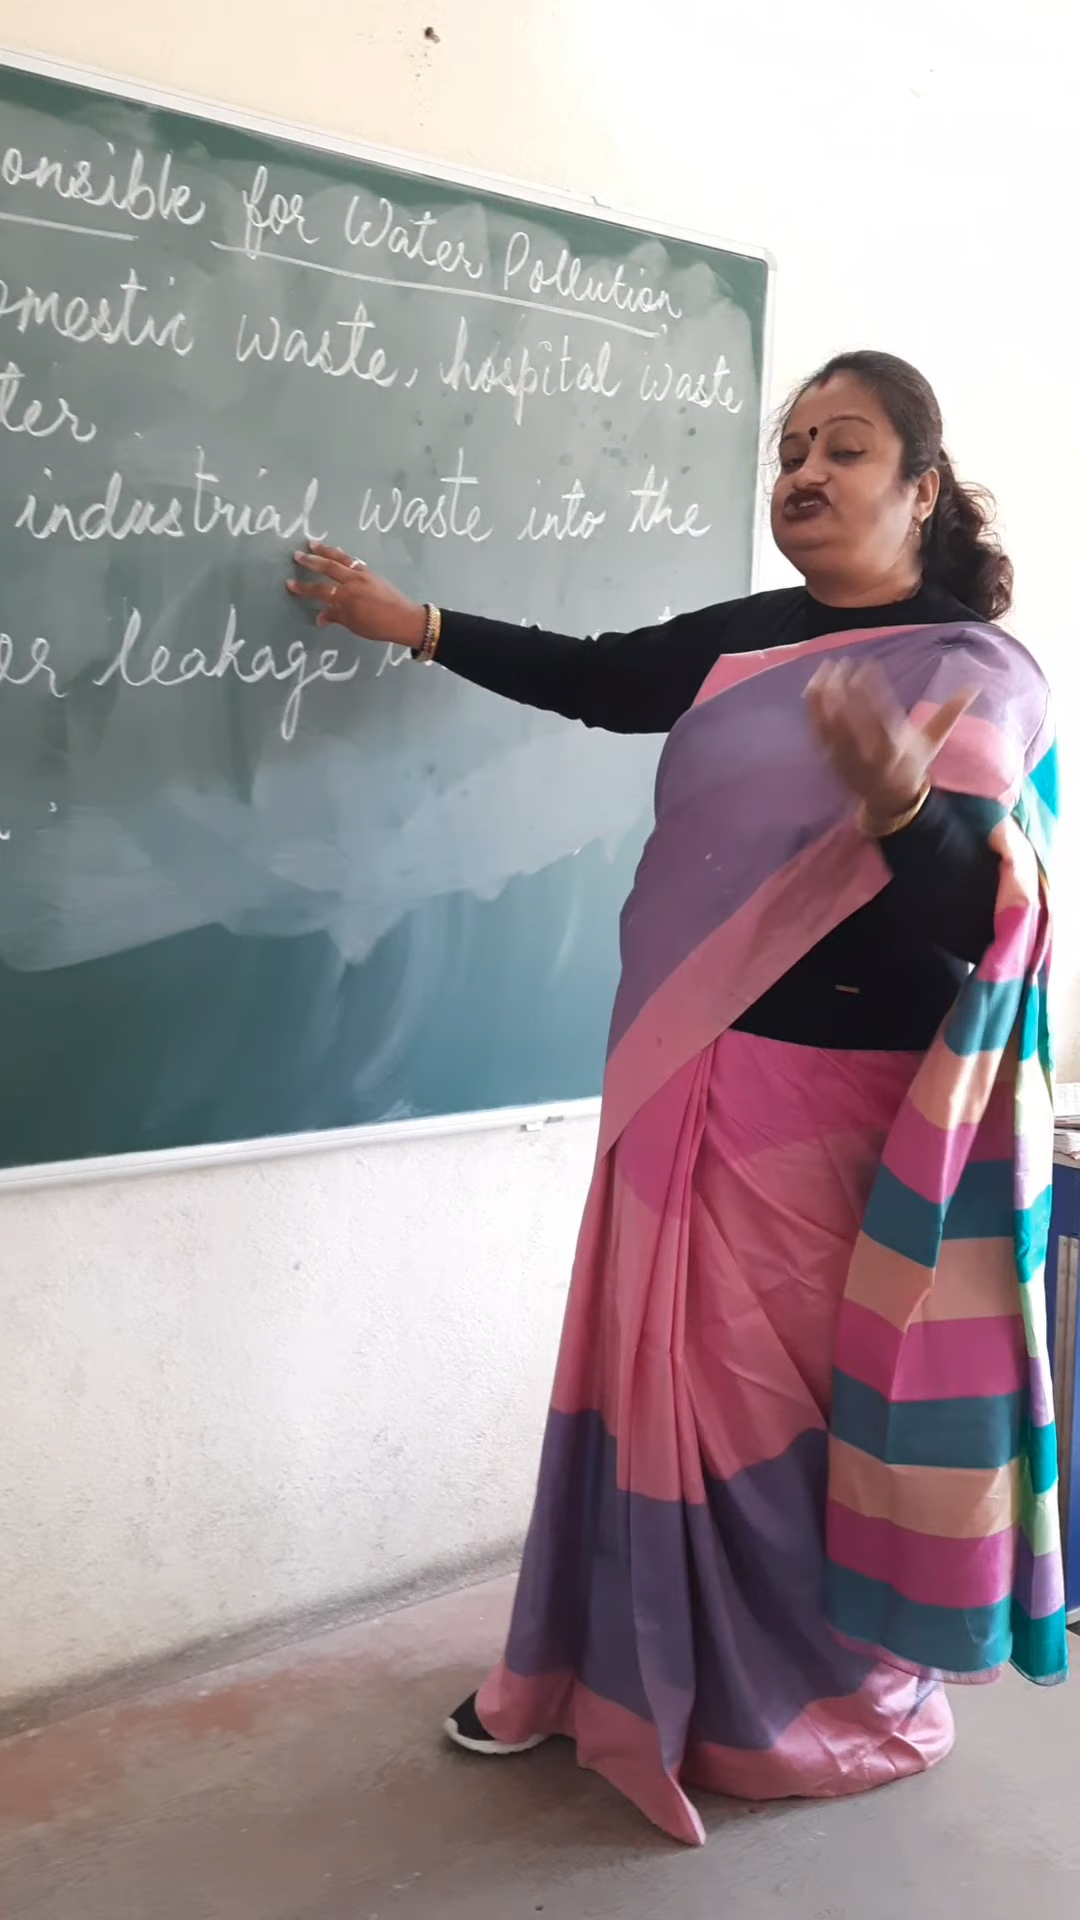 onsible for Water Pollution
omestic waste, hospital waste
ter
industrial waste into the
er leakage